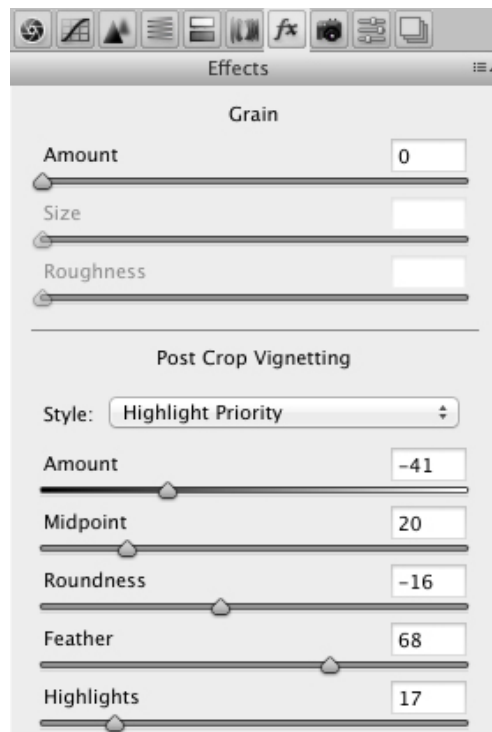 fx
Effects
Grain
Amount 0
Size
Roughness
Post Crop Vignetting
Style: Highlight Priority
Amount -41
Midpoint 20
Roundness -16
Feather 68
Highlights 17